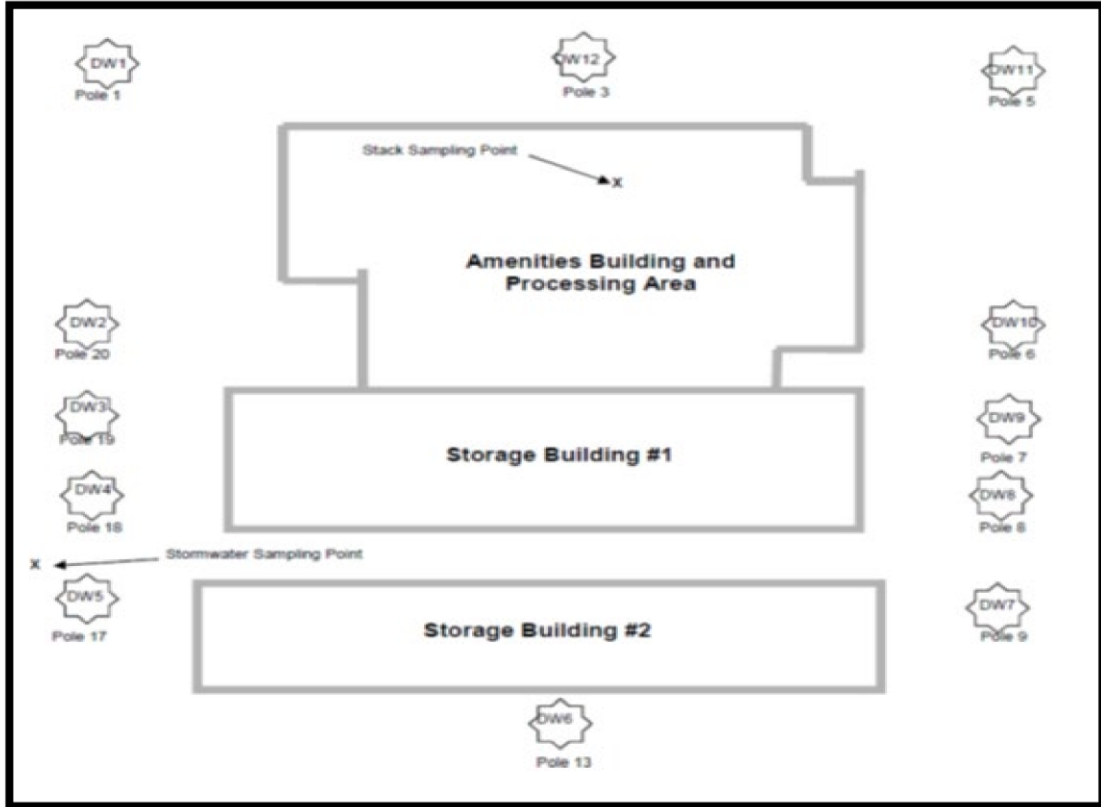 DW1
Pole 1
DW12
Pole 3
DW11
Pole 5
Stack Sampling Point
X
Amenities Building and
Processing Area
DW2
Pole 20
DW10
Pole 6
DW3
Pole 19
DW9
Pole 7
Storage Building #1
DW4
Pole 18
DW8
Pole 8
Stormwater Sampling Point
X
DW5
Pole 17
Storage Building #2
DW7
Pole 9
DW6
Pole 13